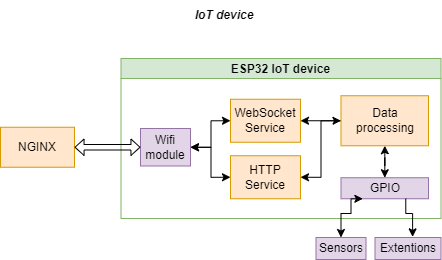 IoT device
ESP32 IoT device
NGINX
Wifi
module
WebSocket
Service
HTTP
Service
Data
processing
GPIO
Sensors
Extentions